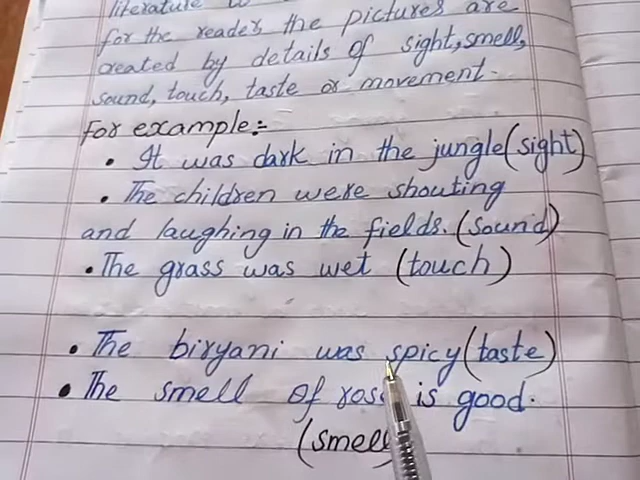 literature
for the reader the pictures are
created by details of sight, smell,
sound, touch, taste or movement.
for example:-
• It was dark in the jungle (sight)
• The children were shouting
and laughing in the fields. (sound)
• The grass was wet (touch)
• The biryani was spicy (taste)
• The smell of rose is good.
(smell)